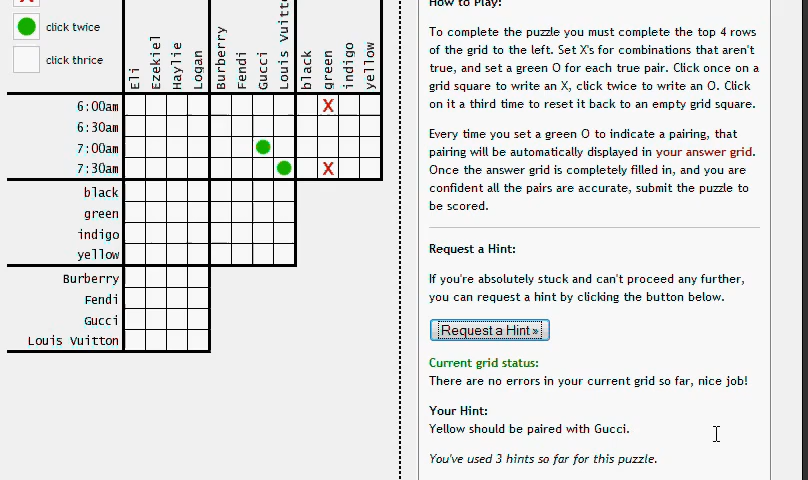 X
click twice
click thrice
Eli Ezekiel Haylie Logan Burberry Fendi Gucci Louis Vuitton black green indigo yellow
6:00am X
6:30am
7:00am
7:30am X
black
green
indigo
yellow
Burberry
Fendi
Gucci
Louis Vuitton
How to Play:
To complete the puzzle you must complete the top 4 rows
of the grid to the left. Set X's for combinations that aren't
true, and set a green O for each true pair. Click once on a
grid square to write an X, click twice to write an O. Click
on it a third time to reset it back to an empty grid square.
Every time you set a green O to indicate a pairing, that
pairing will be automatically displayed in your answer grid.
Once the answer grid is completely filled in, and you are
confident all the pairs are accurate, submit the puzzle to
be scored.
Request a Hint:
If you're absolutely stuck and can't proceed any further,
you can request a hint by clicking the button below.
Request a Hint »
Current grid status:
There are no errors in your current grid so far, nice job!
Your Hint:
Yellow should be paired with Gucci.
You've used 3 hints so far for this puzzle.